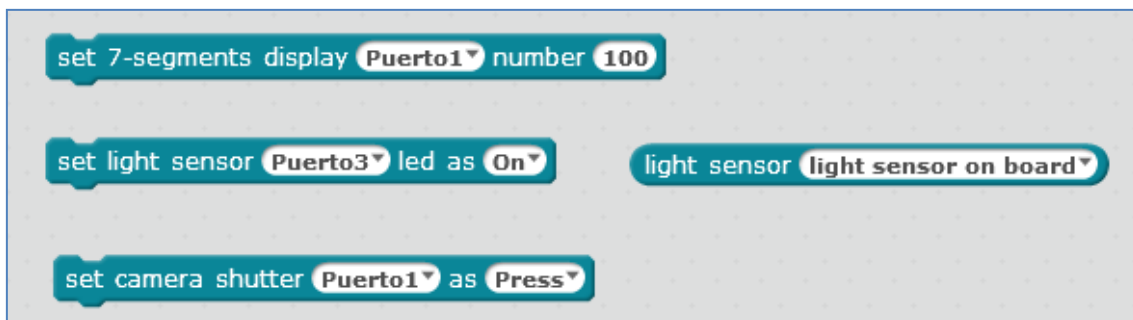 set 7-segments display Puerto1 number 100
set light sensor Puerto3 led as On
light sensor light sensor on board
set camera shutter Puerto1 as Press